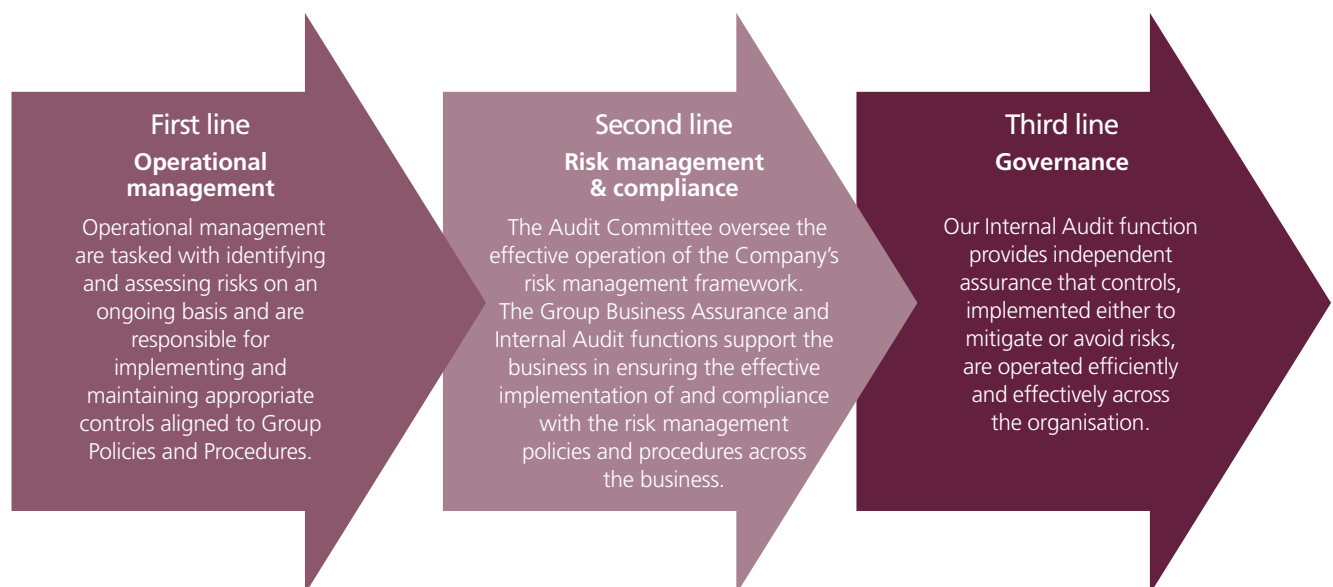 First line
Operational
management
Operational management
are tasked with identifying
and assessing risks on an
ongoing basis and are
responsible for
implementing and
maintaining appropriate
controls aligned to Group
Policies and Procedures.
Second line
Risk management
& compliance
The Audit Committee oversee the
effective operation of the Company’s
risk management framework.
The Group Business Assurance and
Internal Audit functions support the
business in ensuring the effective
implementation of and compliance
with the risk management
policies and procedures across
the business.
Third line
Governance
Our Internal Audit function
provides independent
assurance that controls,
implemented either to
mitigate or avoid risks,
are operated efficiently
and effectively across
the organisation.